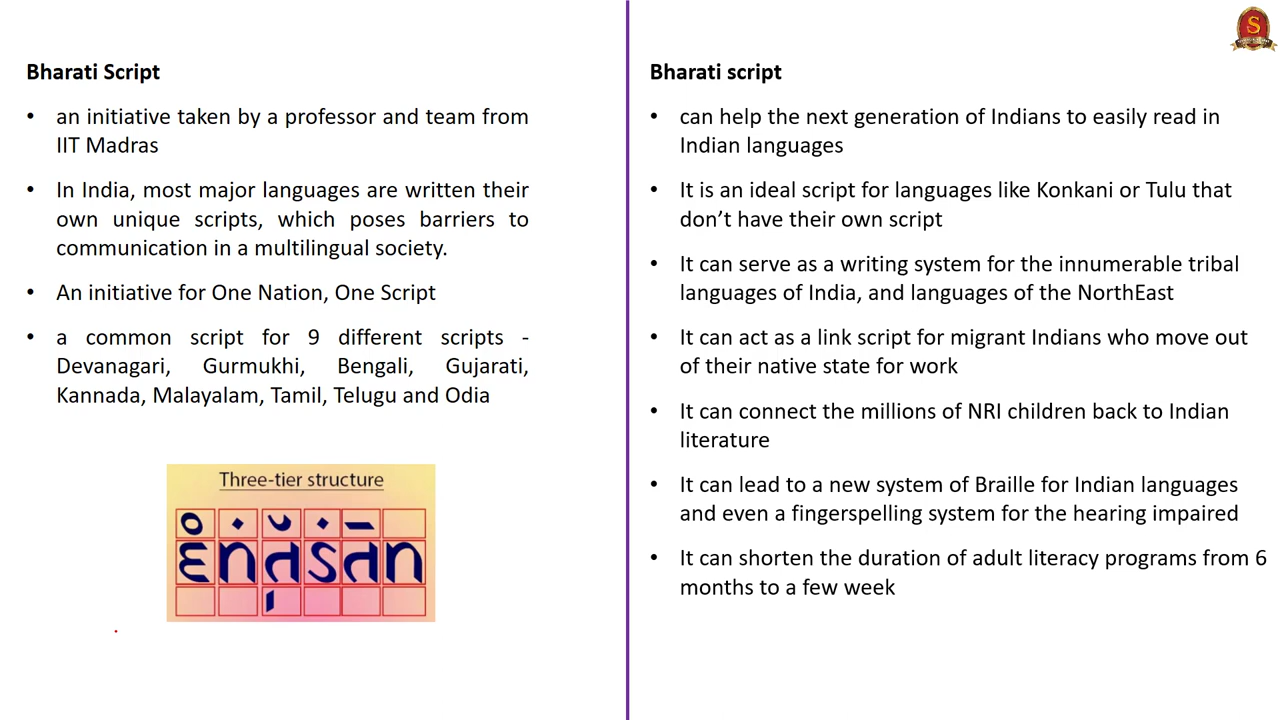 Bharati Script
• an initiative taken by a professor and team from
IIT Madras
• In India, most major languages are written their
own unique scripts, which poses barriers to
communication in a multilingual society.
• An initiative for One Nation, One Script
• a common script for 9 different scripts -
Devanagari, Gurmukhi, Bengali, Gujarati,
Kannada, Malayalam, Tamil, Telugu and Odia
Three-tier structure
Bharati script
• can help the next generation of Indians to easily read in
Indian languages
• It is an ideal script for languages like Konkani or Tulu that
don’t have their own script
• It can serve as a writing system for the innumerable tribal
languages of India, and languages of the NorthEast
• It can act as a link script for migrant Indians who move out
of their native state for work
• It can connect the millions of NRI children back to Indian
literature
• It can lead to a new system of Braille for Indian languages
and even a fingerspelling system for the hearing impaired
• It can shorten the duration of adult literacy programs from 6
months to a few week
S